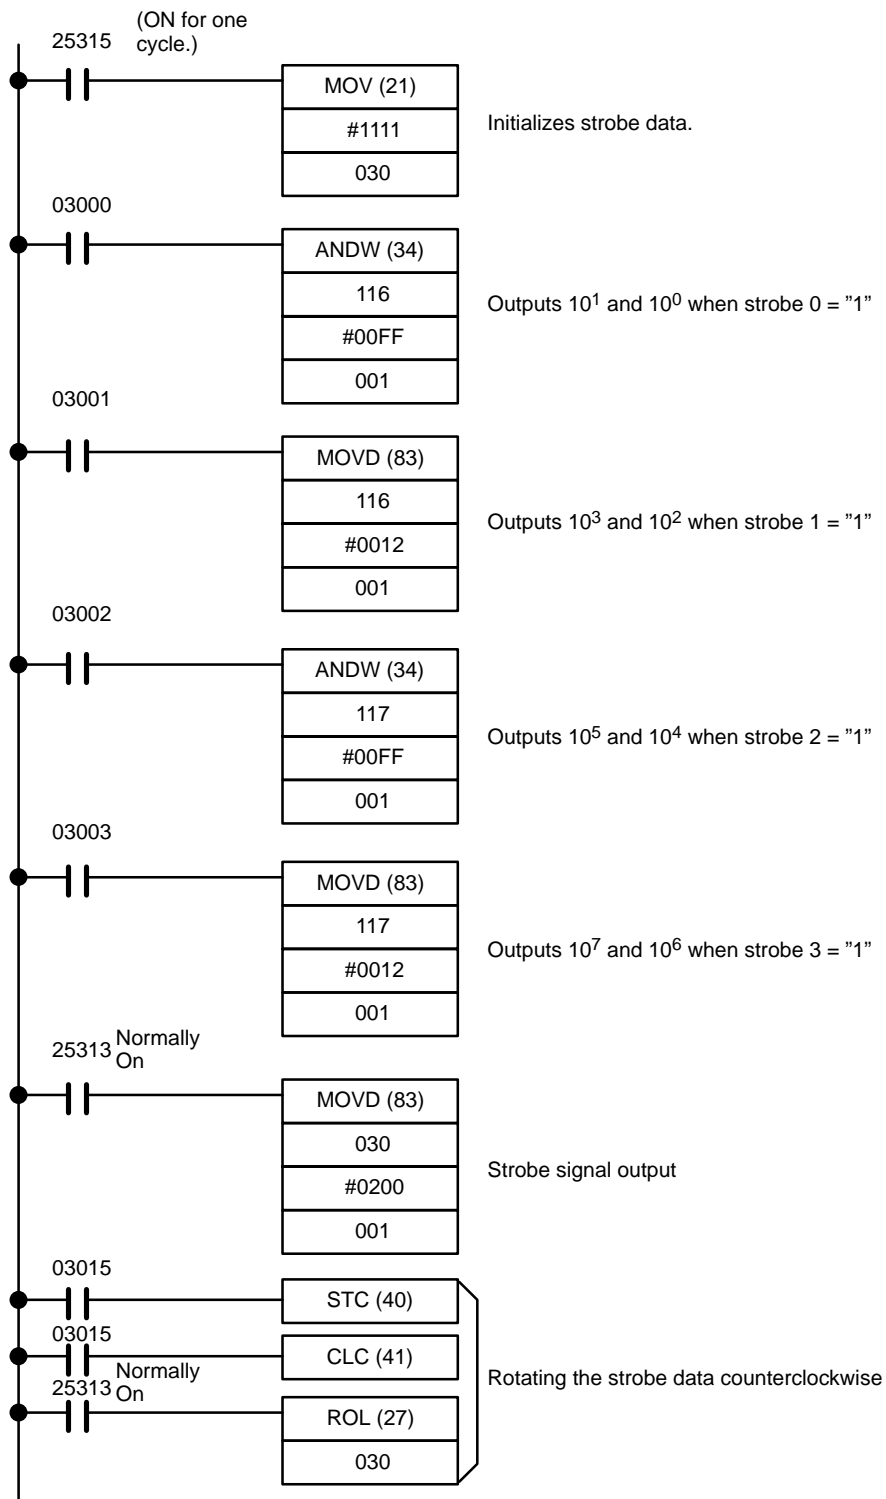 (ON for one
25315 cycle.)
MOV (21)
#1111
030
Initializes strobe data.
03000
ANDW (34)
116
#00FF
001
Outputs 10¹ and 10⁰ when strobe 0 = ”1”
03001
MOVD (83)
116
#0012
001
Outputs 10³ and 10² when strobe 1 = ”1”
03002
ANDW (34)
117
#00FF
001
Outputs 10⁵ and 10⁴ when strobe 2 = ”1”
03003
MOVD (83)
117
#0012
001
Outputs 10⁷ and 10⁶ when strobe 3 = ”1”
25313 Normally
On
MOVD (83)
030
#0200
001
Strobe signal output
03015
STC (40)
03015
CLC (41)
25313 Normally
On
ROL (27)
030
Rotating the strobe data counterclockwise